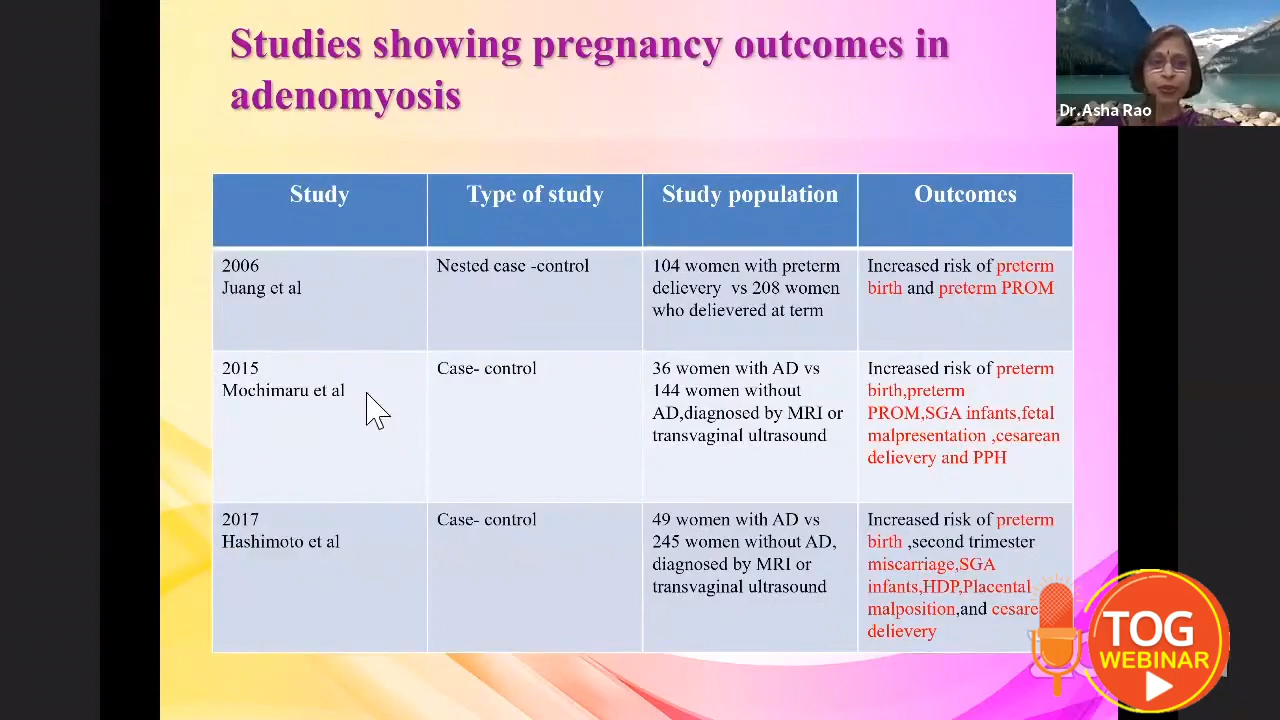 Studies showing pregnancy outcomes in
adenomyosis
Dr.Asha Rao
Study
Type of study
Study population
Outcomes
2006
Juang et al
Nested case -control
104 women with preterm
delievery vs 208 women
who delievered at term
Increased risk of preterm
birth and preterm PROM
2015
Mochimaru et al
Case- control
36 women with AD vs
144 women without
AD,diagnosed by MRI or
transvaginal ultrasound
Increased risk of preterm
birth,preterm
PROM,SGA infants,fetal
malpresentation ,cesarean
delievery and PPH
2017
Hashimoto et al
Case- control
49 women with AD vs
245 women without AD,
diagnosed by MRI or
transvaginal ultrasound
Increased risk of preterm
birth ,second trimester
miscarriage,SGA
infants,HDP,Placental
malposition,and cesare
delievery
TOG
WEBINAR